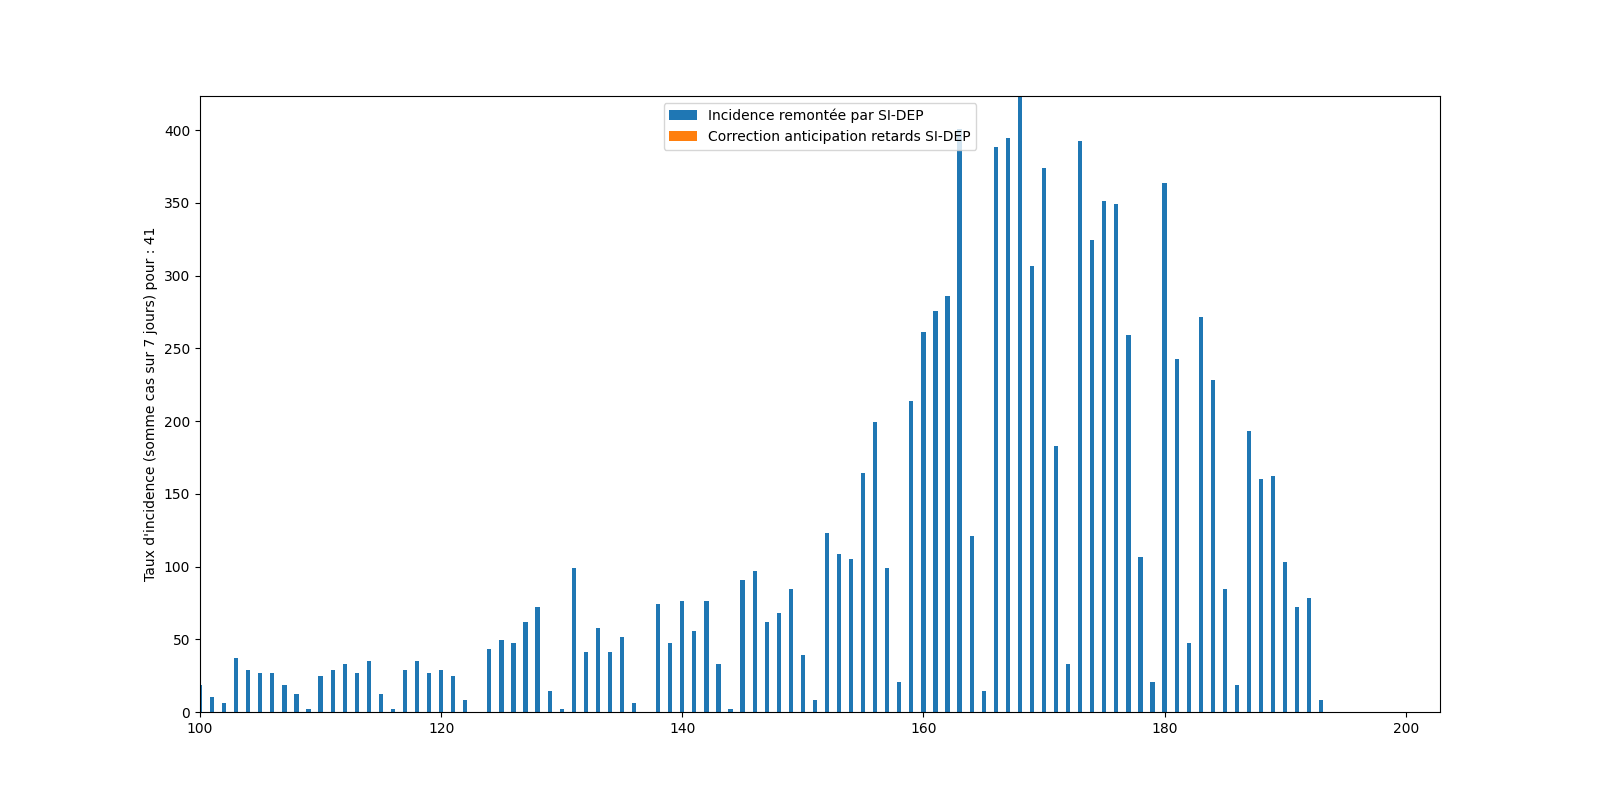 Incidence remontée par SI-DEP
Correction anticipation retards SI-DEP
Taux d'incidence (somme cas sur 7 jours) pour : 41
400
350
300
250
200
150
100
50
0
100 120 140 160 180 200